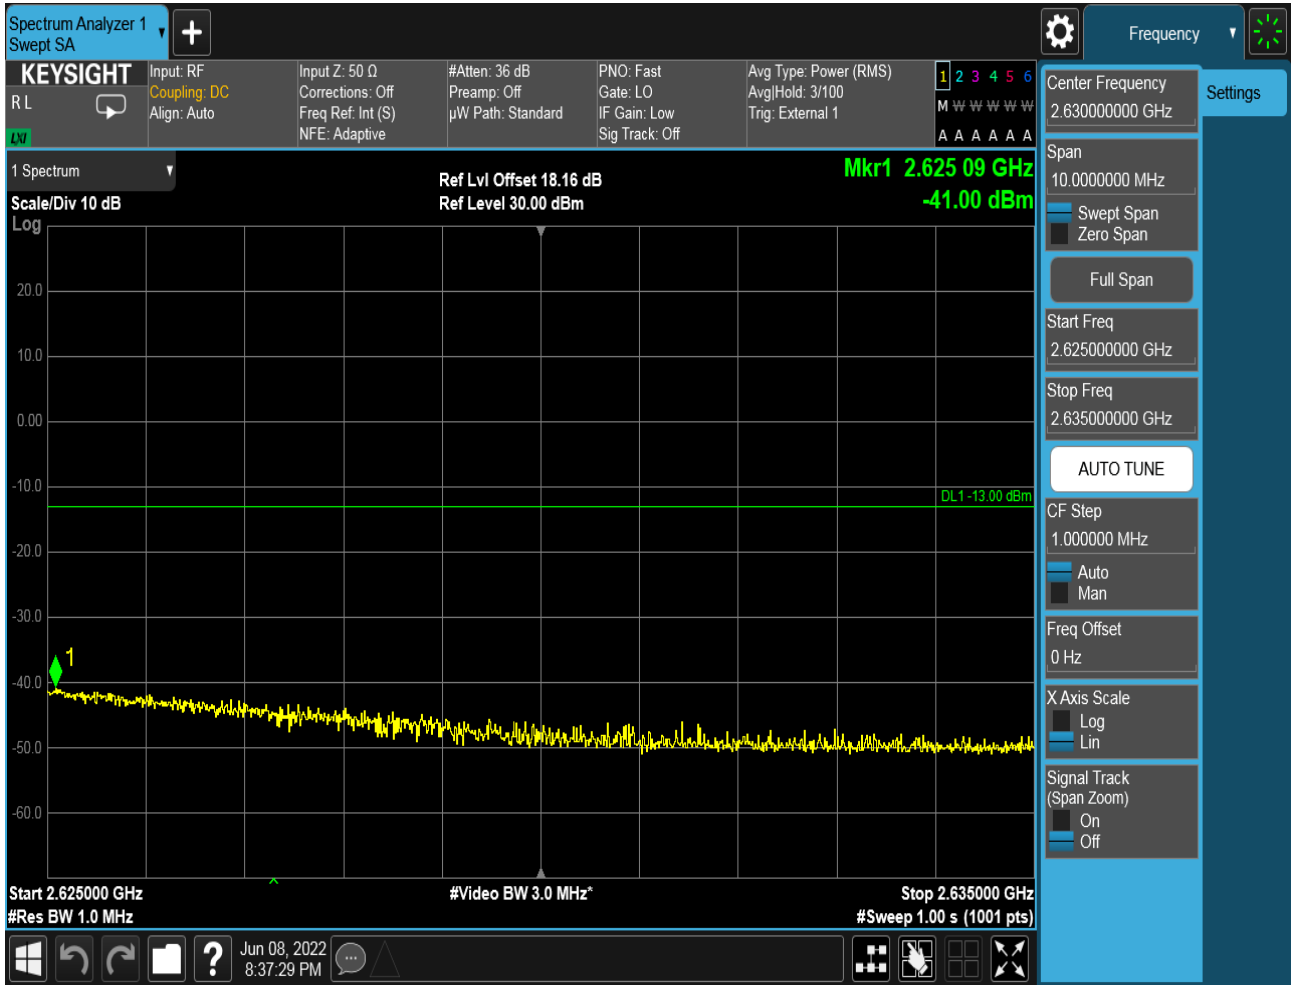 Spectrum Analyzer 1
Swept SA
Frequency
KEYSIGHT
R L
LXI
Input: RF
Coupling: DC
Align: Auto
Input Z: 50 Ω
Corrections: Off
Freq Ref: Int (S)
NFE: Adaptive
#Atten: 36 dB
Preamp: Off
µW Path: Standard
PNO: Fast
Gate: LO
IF Gain: Low
Sig Track: Off
Avg Type: Power (RMS)
Avg|Hold: 3/100
Trig: External 1
1 2 3 4 5 6
M W W W W W
A A A A A A
1 Spectrum
Scale/Div 10 dB
Log
Ref Lvl Offset 18.16 dB
Ref Level 30.00 dBm
Mkr1 2.625 09 GHz
-41.00 dBm
20.0
10.0
0.00
-10.0
DL1 -13.00 dBm
-20.0
-30.0
1
-40.0
-50.0
-60.0
Start 2.625000 GHz
#Res BW 1.0 MHz
#Video BW 3.0 MHz*
Stop 2.635000 GHz
#Sweep 1.00 s (1001 pts)
Center Frequency
2.630000000 GHz
Settings
Span
10.0000000 MHz
Swept Span
Zero Span
Full Span
Start Freq
2.625000000 GHz
Stop Freq
2.635000000 GHz
AUTO TUNE
CF Step
1.000000 MHz
Auto
Man
Freq Offset
0 Hz
X Axis Scale
Log
Lin
Signal Track
(Span Zoom)
On
Off
?
Jun 08, 2022
8:37:29 PM